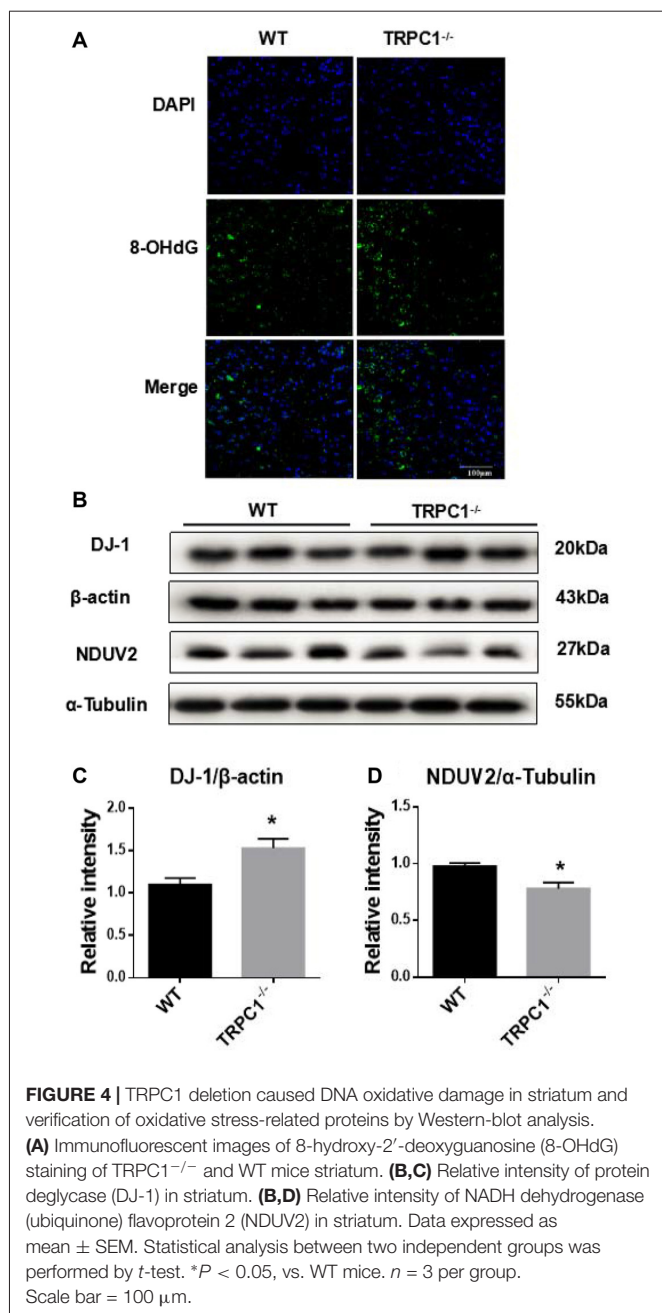 A
WT TRPC1-/-
DAPI
8-OHdG
Merge
100μm
B
WT TRPC1-/-
DJ-1 20kDa
β-actin 43kDa
NDUV2 27kDa
α-Tubulin 55kDa
C DJ-1/β-actin
Relative intensity
2.0
1.5
1.0
0.5
0.0
*
WT
TRPC1-/-
D NDUV2/α-Tubulin
Relative intensity
1.5
1.0
0.5
0.0
*
WT
TRPC1-/-
FIGURE 4 | TRPC1 deletion caused DNA oxidative damage in striatum and
verification of oxidative stress-related proteins by Western-blot analysis.
(A) Immunofluorescent images of 8-hydroxy-2′-deoxyguanosine (8-OHdG)
staining of TRPC1−/− and WT mice striatum. (B,C) Relative intensity of protein
deglycase (DJ-1) in striatum. (B,D) Relative intensity of NADH dehydrogenase
(ubiquinone) flavoprotein 2 (NDUV2) in striatum. Data expressed as
mean ± SEM. Statistical analysis between two independent groups was
performed by t-test. *P < 0.05, vs. WT mice. n = 3 per group.
Scale bar = 100 μm.